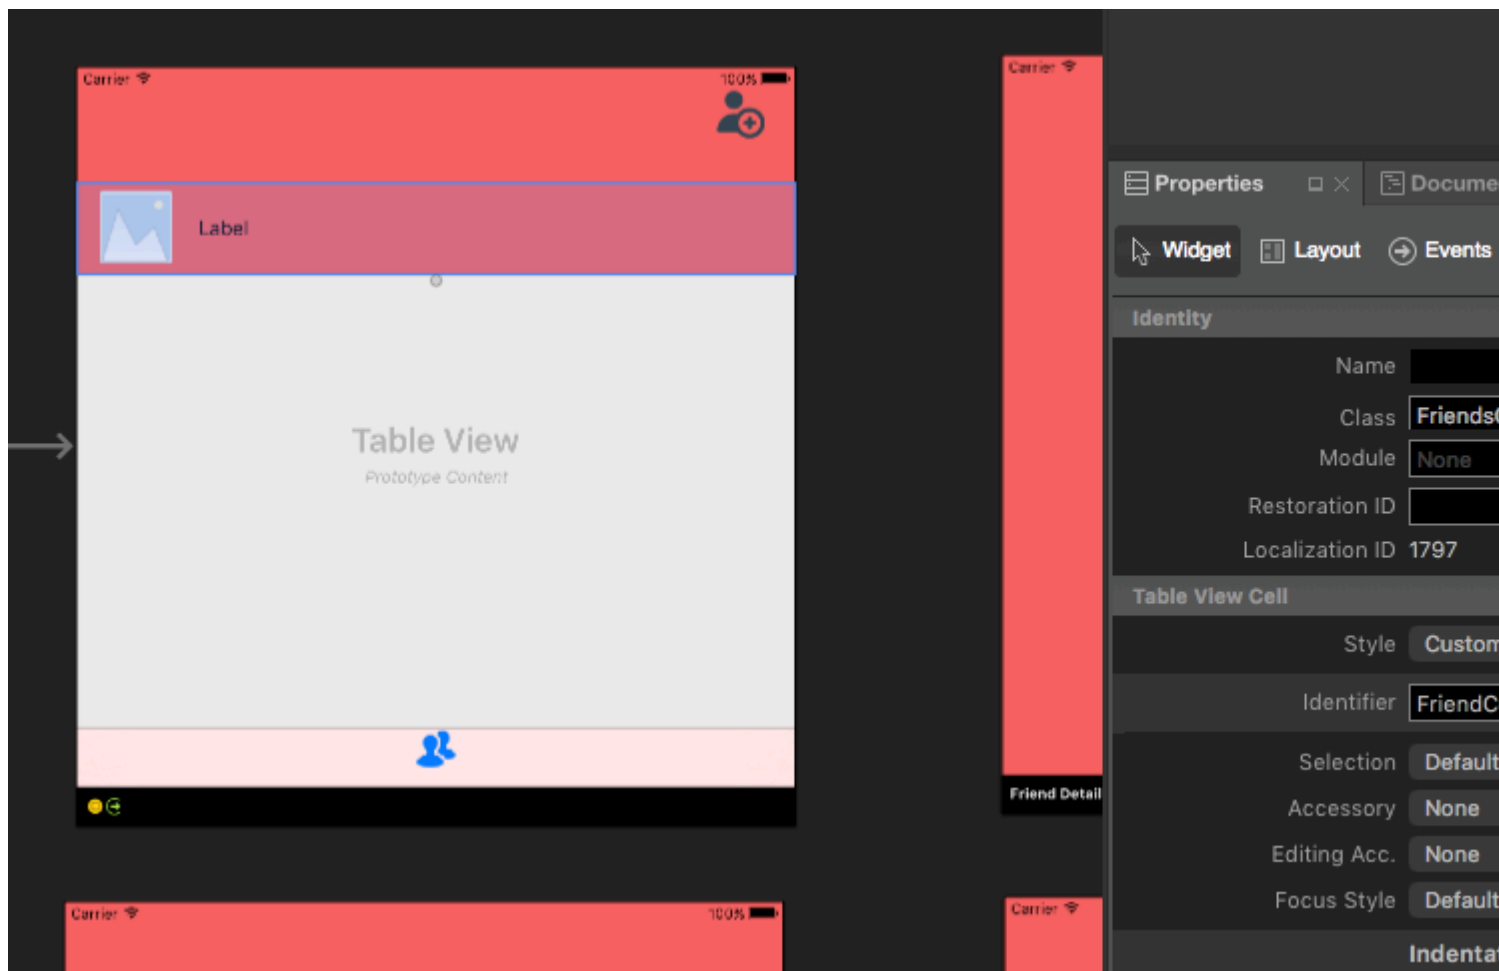 Carrier 100%
Label
Table View
Prototype Content
Carrier 100%
Carrier
Friend Detail
Carrier
Properties Docume
Widget Layout Events
Identity
Name
Class Friends
Module None
Restoration ID
Localization ID 1797
Table View Cell
Style Custom
Identifier FriendC
Selection Default
Accessory None
Editing Acc. None
Focus Style Default
Indenta